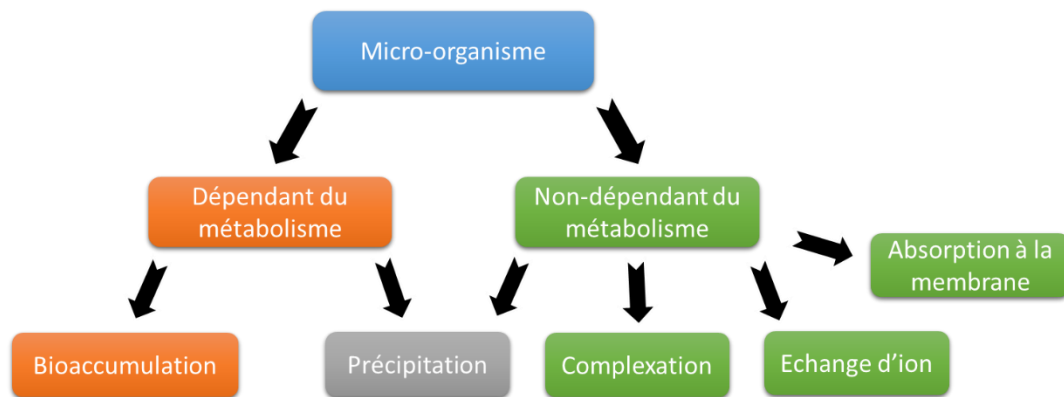 Micro-organisme
Dépendant du
métabolisme
Non-dépendant du
métabolisme
Absorption à la
membrane
Bioaccumulation
Précipitation
Complexation
Echange d’ion